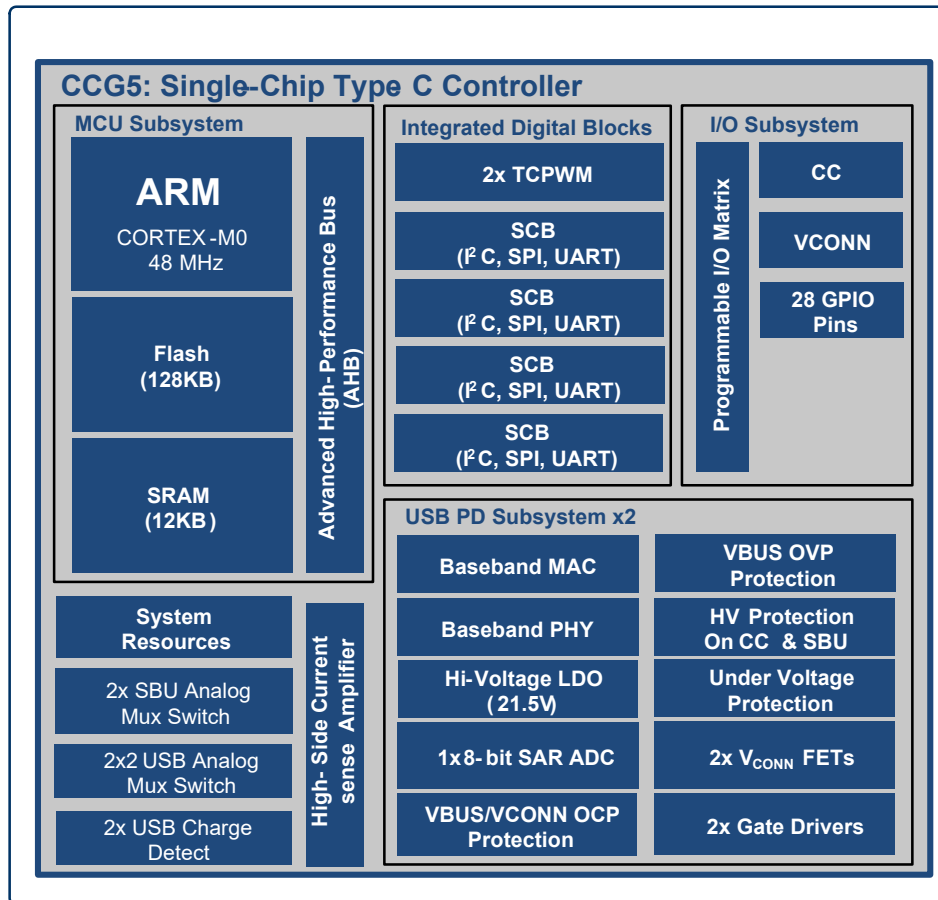 CCG5: Single-Chip Type C Controller
MCU Subsystem
ARM
CORTEX-M0
48 MHz
Flash
(128KB)
SRAM
(12KB)
Advanced High-Performance Bus
(AHB)
Integrated Digital Blocks
2x TCPWM
SCB
(I²C, SPI, UART)
SCB
(I²C, SPI, UART)
SCB
(I²C, SPI, UART)
SCB
(I²C, SPI, UART)
I/O Subsystem
Programmable I/O Matrix
CC
VCONN
28 GPIO
Pins
System
Resources
2x SBU Analog
Mux Switch
2x2 USB Analog
Mux Switch
2x USB Charge
Detect
High-Side Current
sense Amplifier
USB PD Subsystem x2
Baseband MAC
Baseband PHY
Hi-Voltage LDO
(21.5V)
1x8-bit SAR ADC
VBUS/VCONN OCP
Protection
VBUS OVP
Protection
HV Protection
On CC & SBU
Under Voltage
Protection
2x VCONN FETs
2x Gate Drivers